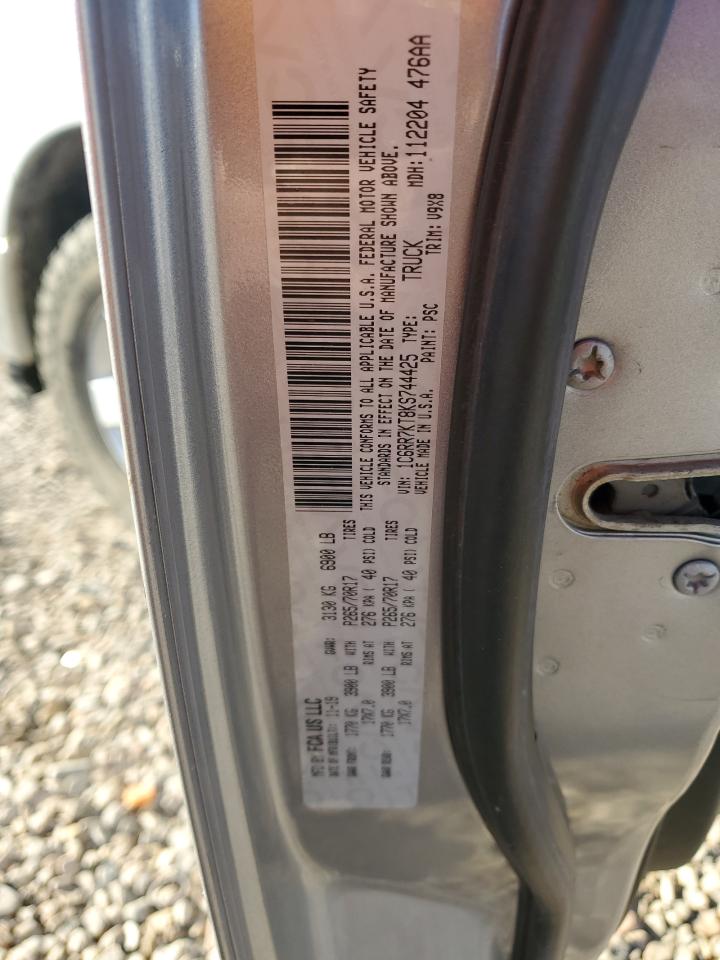 MFD BY: FCA US LLC
DATE OF MFR/BUILT: 11-19 GVWR: 3130 KG 6900 LB
GAWR FRONT: 1770 KG 3900 LB WITH P265/70R17 TIRES
RIMS AT 17X7.0 276 KPA ( 40 PSI) COLD
GAWR REAR: 1770 KG 3900 LB WITH P265/70R17 TIRES
17X7.0 RIMS AT 276 KPA ( 40 PSI) COLD
THIS VEHICLE CONFORMS TO ALL APPLICABLE U.S.A. FEDERAL MOTOR VEHICLE SAFETY
STANDARDS IN EFFECT ON THE DATE OF MANUFACTURE SHOWN ABOVE.
VIN: 1C6RR7KT8KS744425 TYPE: TRUCK MDH: 112204 476AA
VEHICLE MADE IN U.S.A. PAINT: PSC TRIM: V9X8